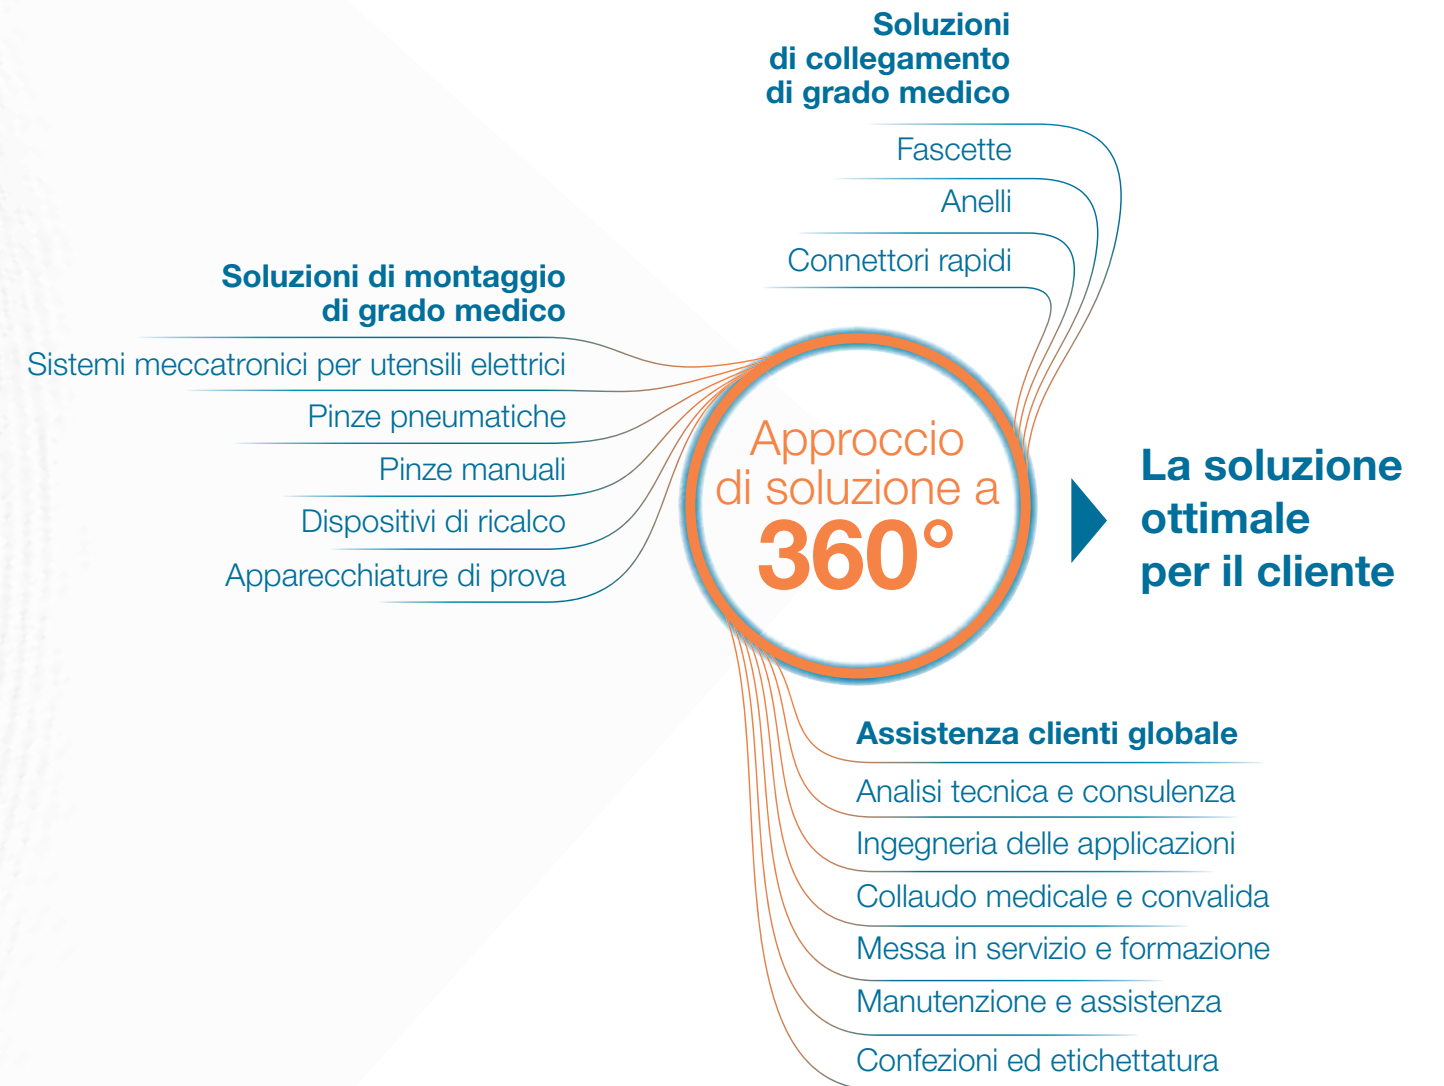 Soluzioni
di collegamento
di grado medico
Fascette
Anelli
Connettori rapidi
Soluzioni di montaggio
di grado medico
Sistemi meccatronici per utensili elettrici
Pinze pneumatiche
Pinze manuali
Dispositivi di ricalco
Apparecchiature di prova
Approccio
di soluzione a
360°
La soluzione
ottimale
per il cliente
Assistenza clienti globale
Analisi tecnica e consulenza
Ingegneria delle applicazioni
Collaudo medicale e convalida
Messa in servizio e formazione
Manutenzione e assistenza
Confezioni ed etichettatura